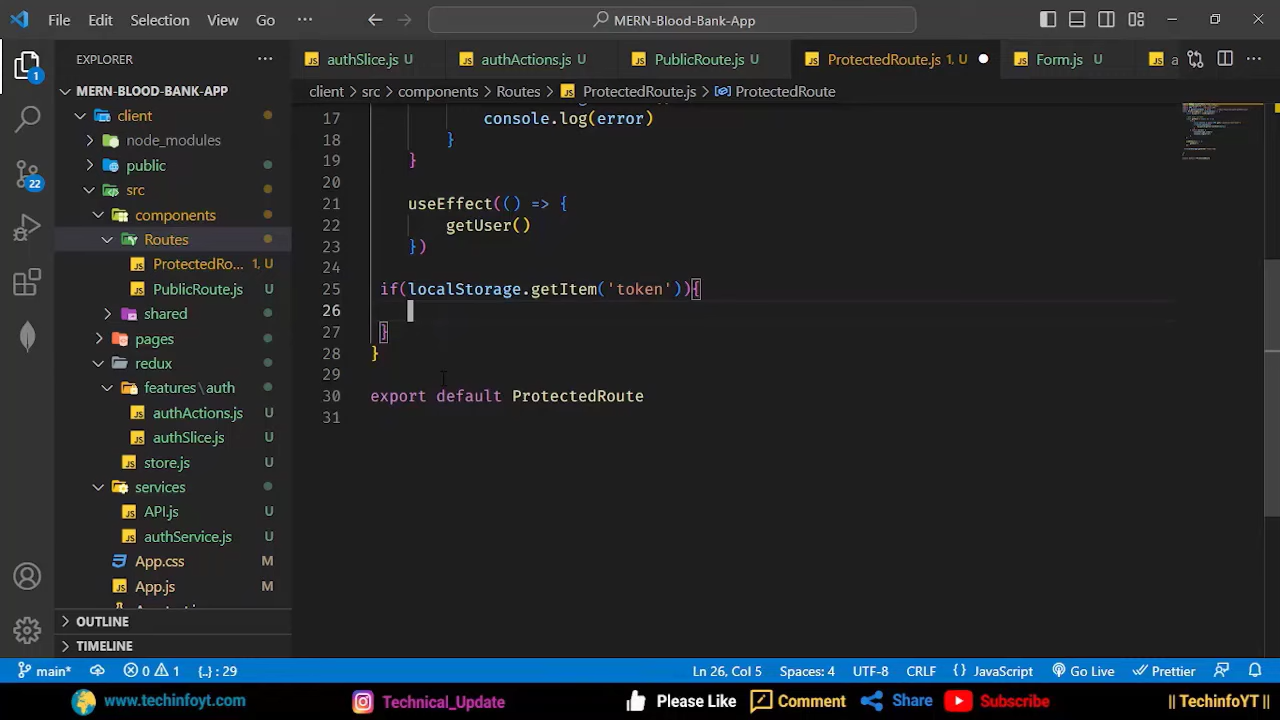 File Edit Selection View Go ··· MERN-Blood-Bank-App
EXPLORER ···
authSlice.js U authActions.js U PublicRoute.js U ProtectedRoute.js 1, U Form.js U a ···
client > src > components > Routes > ProtectedRoute.js > ProtectedRoute
MERN-BLOOD-BANK-APP
client
node_modules
public
src
components
Routes
ProtectedRo... 1, U
PublicRoute.js U
shared
pages
redux
features\auth
authActions.js U
authSlice.js U
store.js U
services
API.js U
authService.js U
App.css M
App.js M
OUTLINE
TIMELINE
1
22
17 console.log(error)
18 }
19 }
20
21 useEffect(() => {
22 getUser()
23 })
24
25 if(localStorage.getItem('token')){
26
27 }
28 }
29
30 export default ProtectedRoute
31
main* 0 1 {..} : 29 Ln 26, Col 5 Spaces: 4 UTF-8 CRLF {} JavaScript Go Live Prettier
www.techinfoyt.com Technical_Update Please Like Comment Share Subscribe || TechinfoYT ||